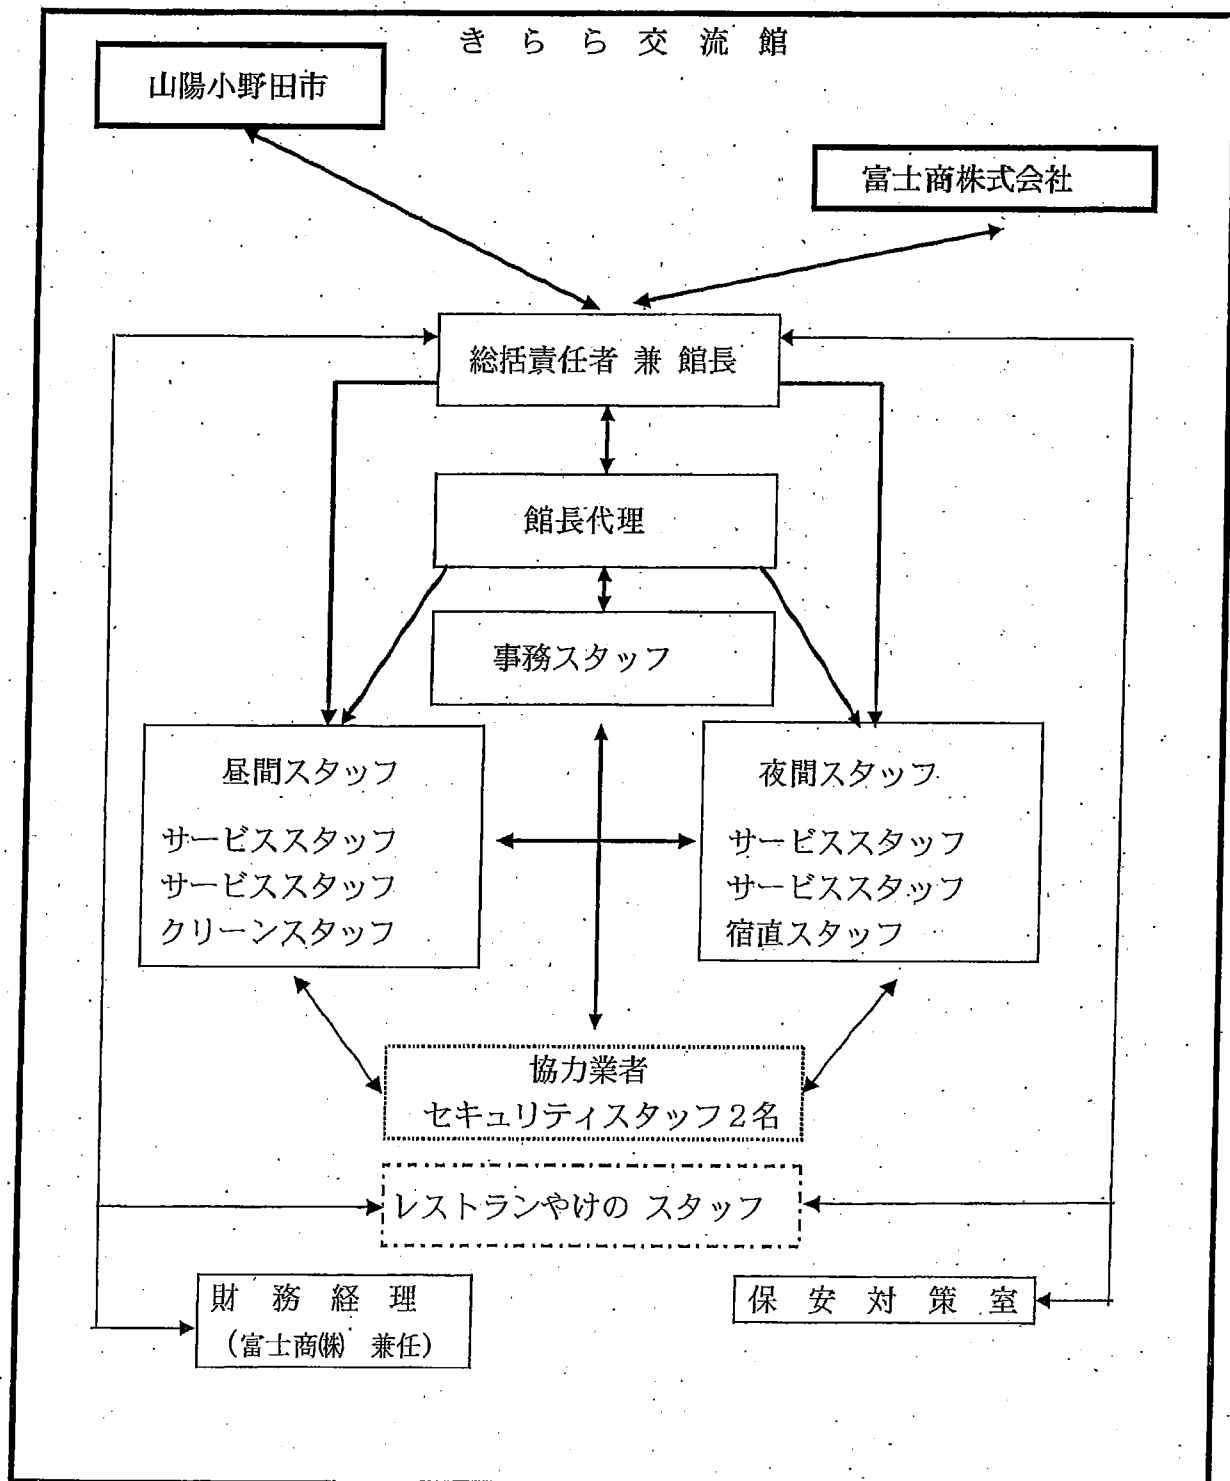 きらら交流館
山陽小野田市
富士商株式会社
総括責任者 兼 館長
館長代理
事務スタッフ
昼間スタッフ
サービススタッフ
サービススタッフ
クリーンスタッフ
夜間スタッフ
サービススタッフ
サービススタッフ
宿直スタッフ
協力業者
セキュリティスタッフ2名
レストランやけの スタッフ
財務経理
(富士商㈱ 兼任)
保安対策室